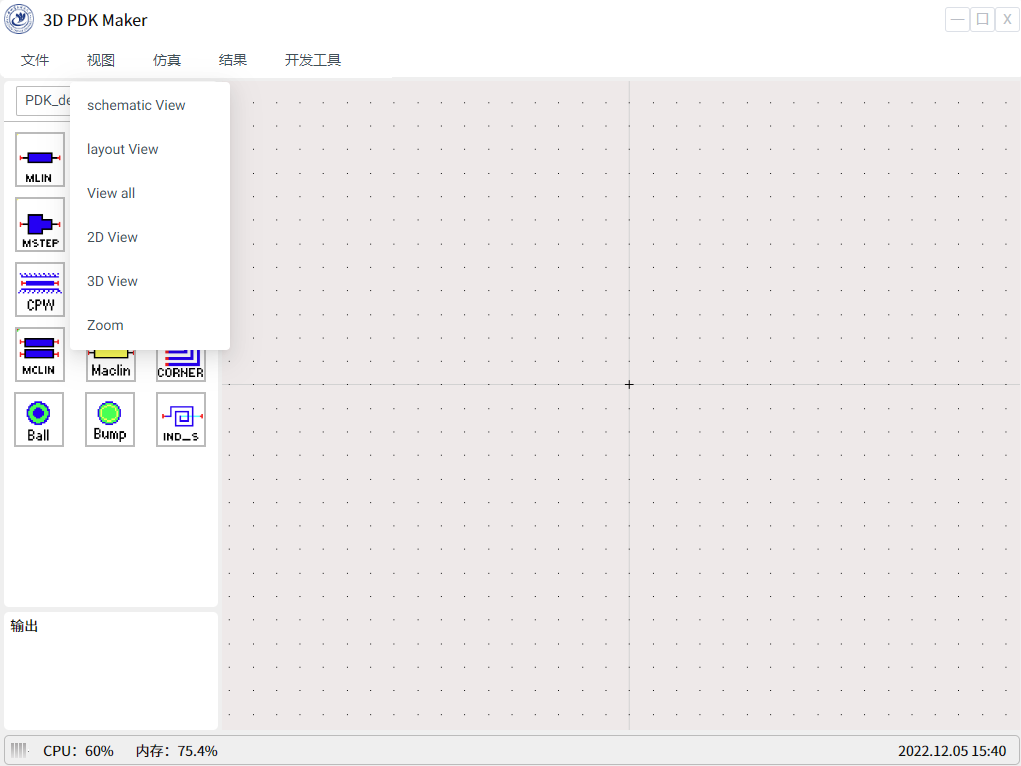 3D PDK Maker
X
文件 视图 仿真 结果 开发工具
PDK_de
schematic View
layout View
View all
2D View
3D View
Zoom
MLIN
MSTEP
CPW
MCLIN Maclin CORNER
Ball Bump IND_S
输出
CPU：60% 内存：75.4% 2022.12.05 15:40